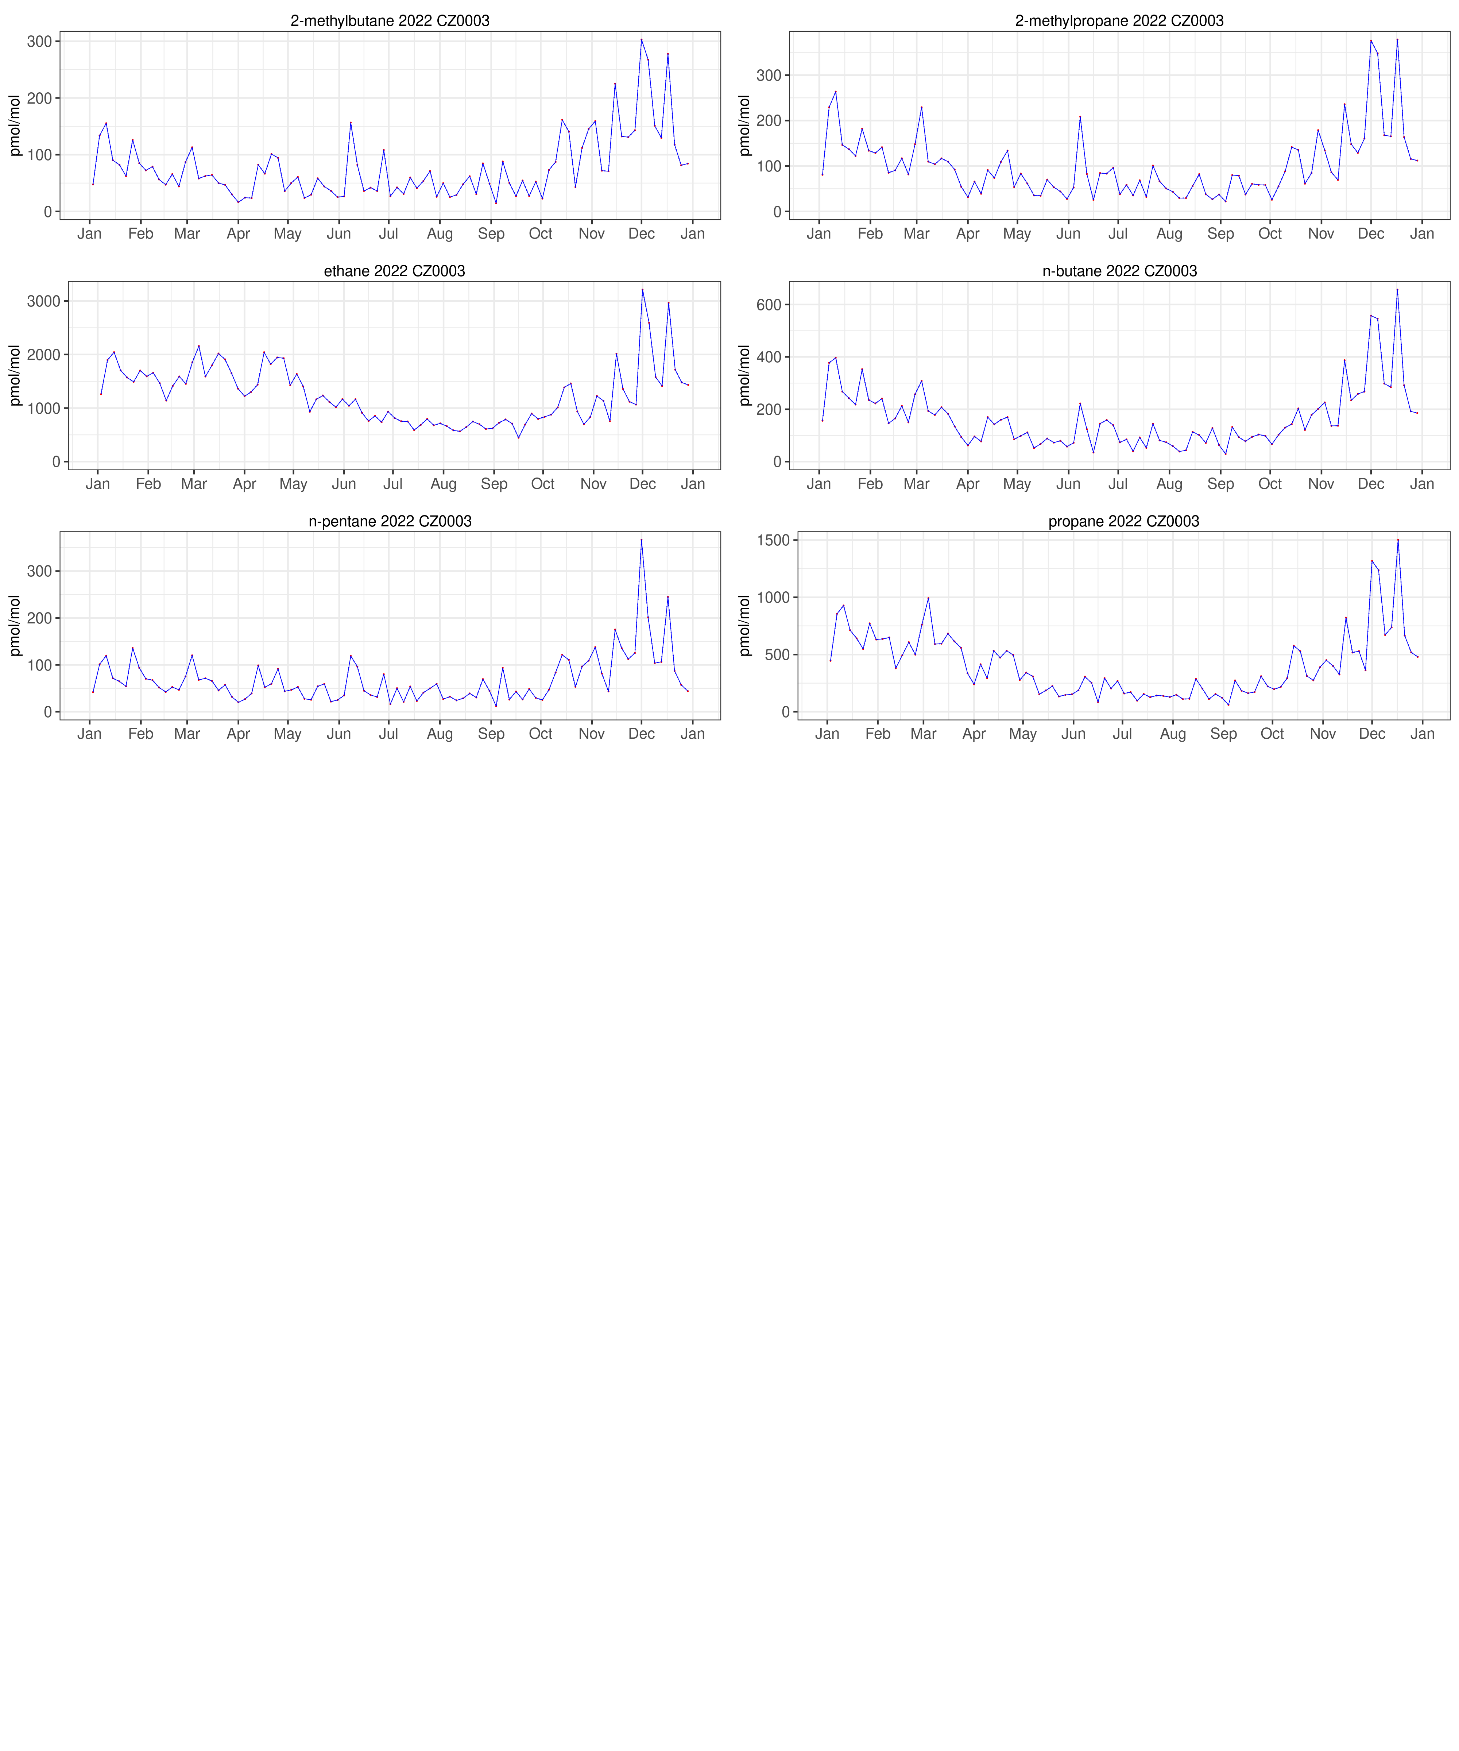 2-methylbutane 2022 CZ0003
pmol/mol
300
200
100
0
Jan Feb Mar Apr May Jun Jul Aug Sep Oct Nov Dec Jan
2-methylpropane 2022 CZ0003
pmol/mol
300
200
100
0
Jan Feb Mar Apr May Jun Jul Aug Sep Oct Nov Dec Jan
ethane 2022 CZ0003
pmol/mol
3000
2000
1000
0
Jan Feb Mar Apr May Jun Jul Aug Sep Oct Nov Dec Jan
n-butane 2022 CZ0003
pmol/mol
600
400
200
0
Jan Feb Mar Apr May Jun Jul Aug Sep Oct Nov Dec Jan
n-pentane 2022 CZ0003
pmol/mol
300
200
100
0
Jan Feb Mar Apr May Jun Jul Aug Sep Oct Nov Dec Jan
propane 2022 CZ0003
pmol/mol
1500
1000
500
0
Jan Feb Mar Apr May Jun Jul Aug Sep Oct Nov Dec Jan